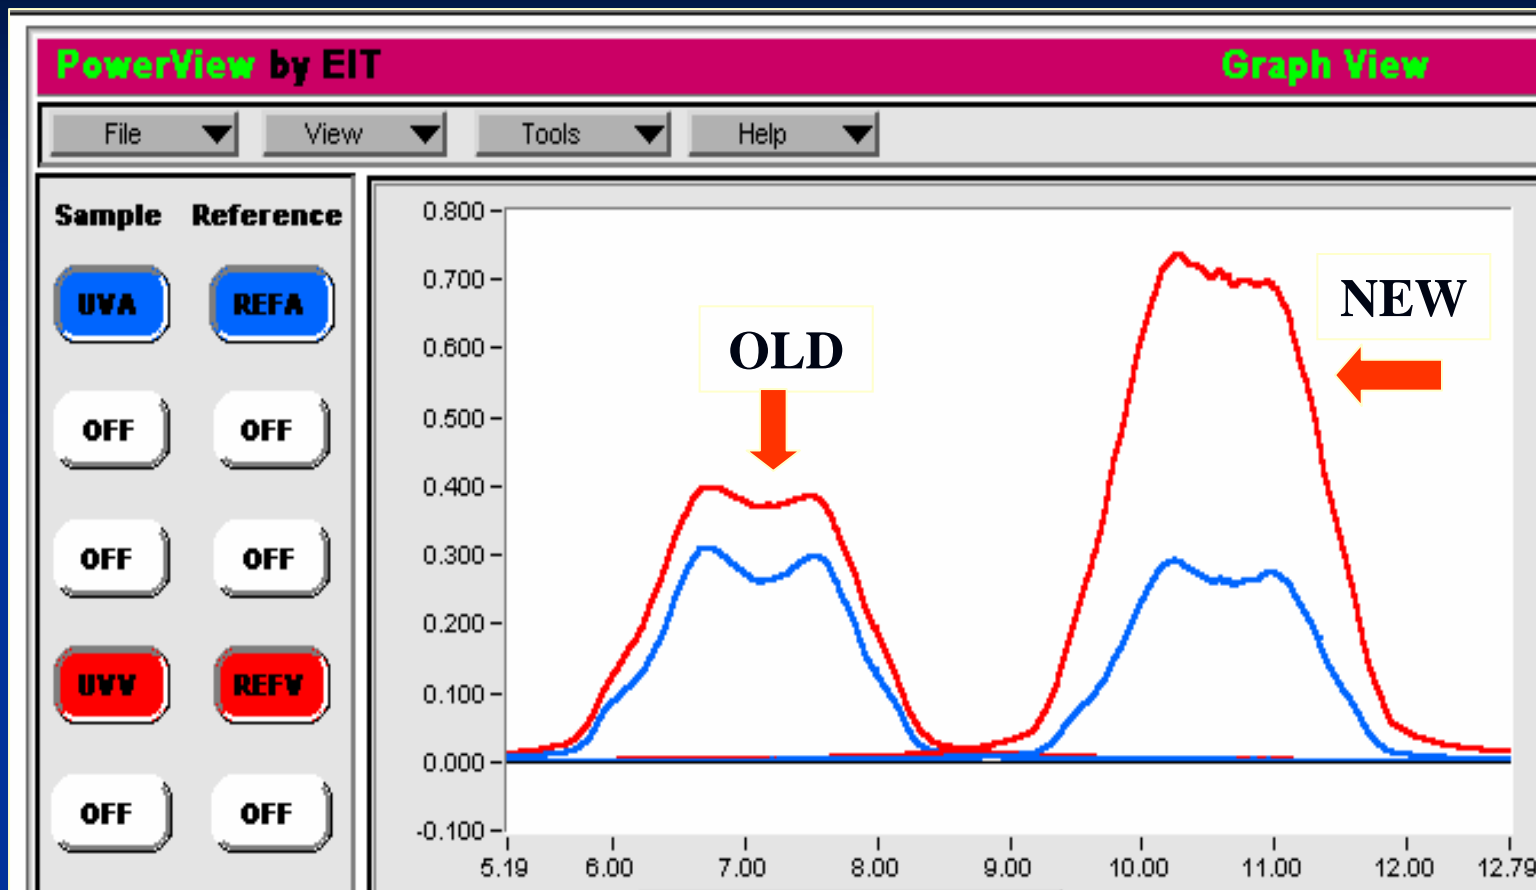 PowerView by EIT Graph View
File View Tools Help
Sample Reference
UVA REFA
OFF OFF
OFF OFF
UVV REFV
OFF OFF
0.800
0.700
0.600
0.500
0.400
0.300
0.200
0.100
0.000
-0.100
OLD
NEW
5.19 6.00 7.00 8.00 9.00 10.00 11.00 12.00 12.79